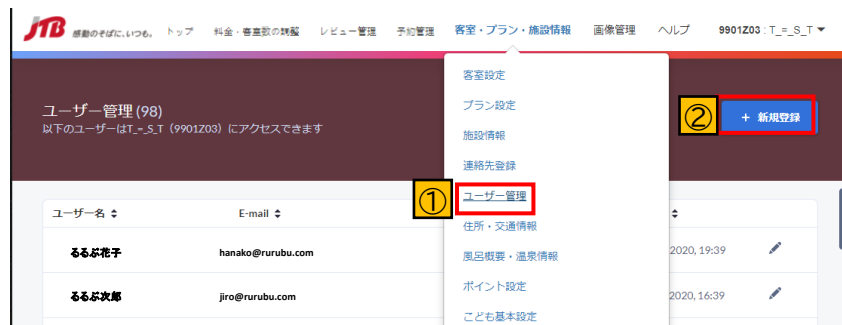 JTB 感動のそばに、いつも。 トップ 料金・客室数の調整 レビュー管理 予約管理 客室・プラン・施設情報 画像管理 ヘルプ 9901Z03 : T_=_S_T
客室設定
プラン設定
施設情報
連絡先登録
① ユーザー管理
住所・交通情報
風呂概要・温泉情報
ポイント設定
こども基本設定
ユーザー管理 (98)
以下のユーザーはT_=_S_T（9901Z03）にアクセスできます
② + 新規登録
ユーザー名 E-mail
るるぶ花子 hanako@rurubu.com 2020, 19:39
るるぶ次郎 jiro@rurubu.com 2020, 16:39